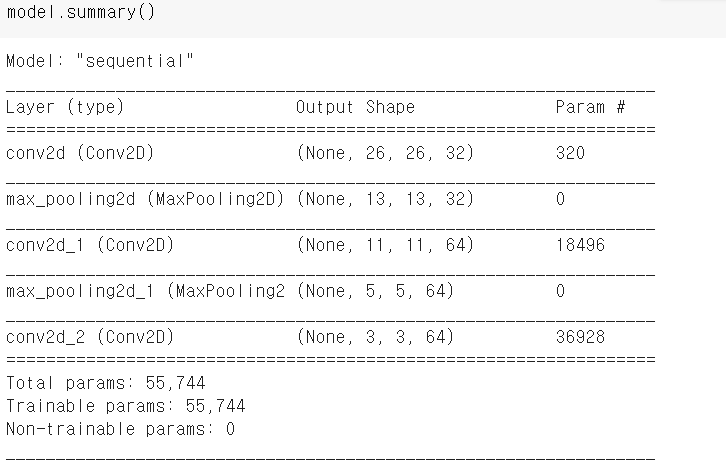 model.summary()
Model: "sequential"
_________________________________________________________________
Layer (type)                 Output Shape              Param #
=================================================================
conv2d (Conv2D)              (None, 26, 26, 32)        320
_________________________________________________________________
max_pooling2d (MaxPooling2D) (None, 13, 13, 32)        0
_________________________________________________________________
conv2d_1 (Conv2D)            (None, 11, 11, 64)        18496
_________________________________________________________________
max_pooling2d_1 (MaxPooling2 (None, 5, 5, 64)          0
_________________________________________________________________
conv2d_2 (Conv2D)            (None, 3, 3, 64)          36928
=================================================================
Total params: 55,744
Trainable params: 55,744
Non-trainable params: 0
_________________________________________________________________